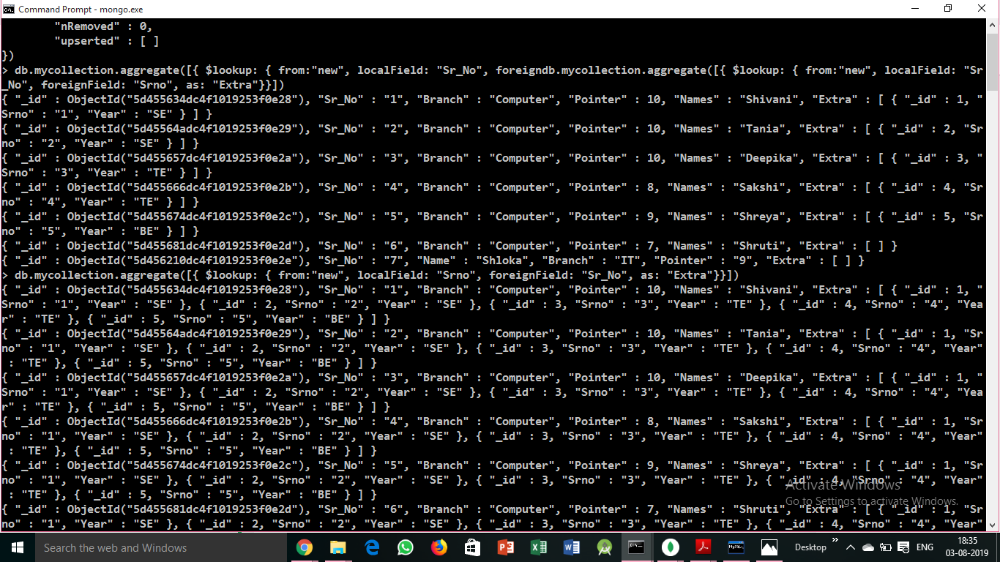 Command Prompt - mongo.exe
"nRemoved" : 0,
"upserted" : [ ]
})
> db.mycollection.aggregate([{ $lookup: { from:"new", localField: "Sr_No", foreigndb.mycollection.aggregate([{ $lookup: { from:"new", localField: "Sr
_No", foreignField: "Srno", as: "Extra"}}])
{ "_id" : ObjectId("5d455634dc4f1019253f0e28"), "Sr_No" : "1", "Branch" : "Computer", "Pointer" : 10, "Names" : "Shivani", "Extra" : [ { "_id" : 1, "
Srno" : "1", "Year" : "SE" } ] }
{ "_id" : ObjectId("5d45564adc4f1019253f0e29"), "Sr_No" : "2", "Branch" : "Computer", "Pointer" : 10, "Names" : "Tania", "Extra" : [ { "_id" : 2, "Sr
no" : "2", "Year" : "SE" } ] }
{ "_id" : ObjectId("5d455657dc4f1019253f0e2a"), "Sr_No" : "3", "Branch" : "Computer", "Pointer" : 10, "Names" : "Deepika", "Extra" : [ { "_id" : 3, "
Srno" : "3", "Year" : "TE" } ] }
{ "_id" : ObjectId("5d455666dc4f1019253f0e2b"), "Sr_No" : "4", "Branch" : "Computer", "Pointer" : 8, "Names" : "Sakshi", "Extra" : [ { "_id" : 4, "Sr
no" : "4", "Year" : "TE" } ] }
{ "_id" : ObjectId("5d455674dc4f1019253f0e2c"), "Sr_No" : "5", "Branch" : "Computer", "Pointer" : 9, "Names" : "Shreya", "Extra" : [ { "_id" : 5, "Sr
no" : "5", "Year" : "BE" } ] }
{ "_id" : ObjectId("5d455681dc4f1019253f0e2d"), "Sr_No" : "6", "Branch" : "Computer", "Pointer" : 7, "Names" : "Shruti", "Extra" : [ ] }
{ "_id" : ObjectId("5d456210dc4f1019253f0e2e"), "Sr_No" : "7", "Name" : "Shloka", "Branch" : "IT", "Pointer" : "9", "Extra" : [ ] }
> db.mycollection.aggregate([{ $lookup: { from:"new", localField: "Srno", foreignField: "Sr_No", as: "Extra"}}])
{ "_id" : ObjectId("5d455634dc4f1019253f0e28"), "Sr_No" : "1", "Branch" : "Computer", "Pointer" : 10, "Names" : "Shivani", "Extra" : [ { "_id" : 1, "
Srno" : "1", "Year" : "SE" }, { "_id" : 2, "Srno" : "2", "Year" : "SE" }, { "_id" : 3, "Srno" : "3", "Year" : "TE" }, { "_id" : 4, "Srno" : "4", "Yea
r" : "TE" }, { "_id" : 5, "Srno" : "5", "Year" : "BE" } ] }
{ "_id" : ObjectId("5d45564adc4f1019253f0e29"), "Sr_No" : "2", "Branch" : "Computer", "Pointer" : 10, "Names" : "Tania", "Extra" : [ { "_id" : 1, "Sr
no" : "1", "Year" : "SE" }, { "_id" : 2, "Srno" : "2", "Year" : "SE" }, { "_id" : 3, "Srno" : "3", "Year" : "TE" }, { "_id" : 4, "Srno" : "4", "Year"
: "TE" }, { "_id" : 5, "Srno" : "5", "Year" : "BE" } ] }
{ "_id" : ObjectId("5d455657dc4f1019253f0e2a"), "Sr_No" : "3", "Branch" : "Computer", "Pointer" : 10, "Names" : "Deepika", "Extra" : [ { "_id" : 1, "
Srno" : "1", "Year" : "SE" }, { "_id" : 2, "Srno" : "2", "Year" : "SE" }, { "_id" : 3, "Srno" : "3", "Year" : "TE" }, { "_id" : 4, "Srno" : "4", "Yea
r" : "TE" }, { "_id" : 5, "Srno" : "5", "Year" : "BE" } ] }
{ "_id" : ObjectId("5d455666dc4f1019253f0e2b"), "Sr_No" : "4", "Branch" : "Computer", "Pointer" : 8, "Names" : "Sakshi", "Extra" : [ { "_id" : 1, "Sr
no" : "1", "Year" : "SE" }, { "_id" : 2, "Srno" : "2", "Year" : "SE" }, { "_id" : 3, "Srno" : "3", "Year" : "TE" }, { "_id" : 4, "Srno" : "4", "Year"
: "TE" }, { "_id" : 5, "Srno" : "5", "Year" : "BE" } ] }
{ "_id" : ObjectId("5d455674dc4f1019253f0e2c"), "Sr_No" : "5", "Branch" : "Computer", "Pointer" : 9, "Names" : "Shreya", "Extra" : [ { "_id" : 1, "Sr
no" : "1", "Year" : "SE" }, { "_id" : 2, "Srno" : "2", "Year" : "SE" }, { "_id" : 3, "Srno" : "3", "Year" : "TE" }, { "_id" : 4, "Srno" : "4", "Year"
: "TE" }, { "_id" : 5, "Srno" : "5", "Year" : "BE" } ] }
{ "_id" : ObjectId("5d455681dc4f1019253f0e2d"), "Sr_No" : "6", "Branch" : "Computer", "Pointer" : 7, "Names" : "Shruti", "Extra" : [ { "_id" : 1, "Sr
no" : "1", "Year" : "SE" }, { "_id" : 2, "Srno" : "2", "Year" : "SE" }, { "_id" : 3, "Srno" : "3", "Year" : "TE" }, { "_id" : 4, "Srno" : "4", "Year"
Activate Windows
Go to Settings to activate Windows.
Search the web and Windows
Desktop
ENG
18:35
03-08-2019